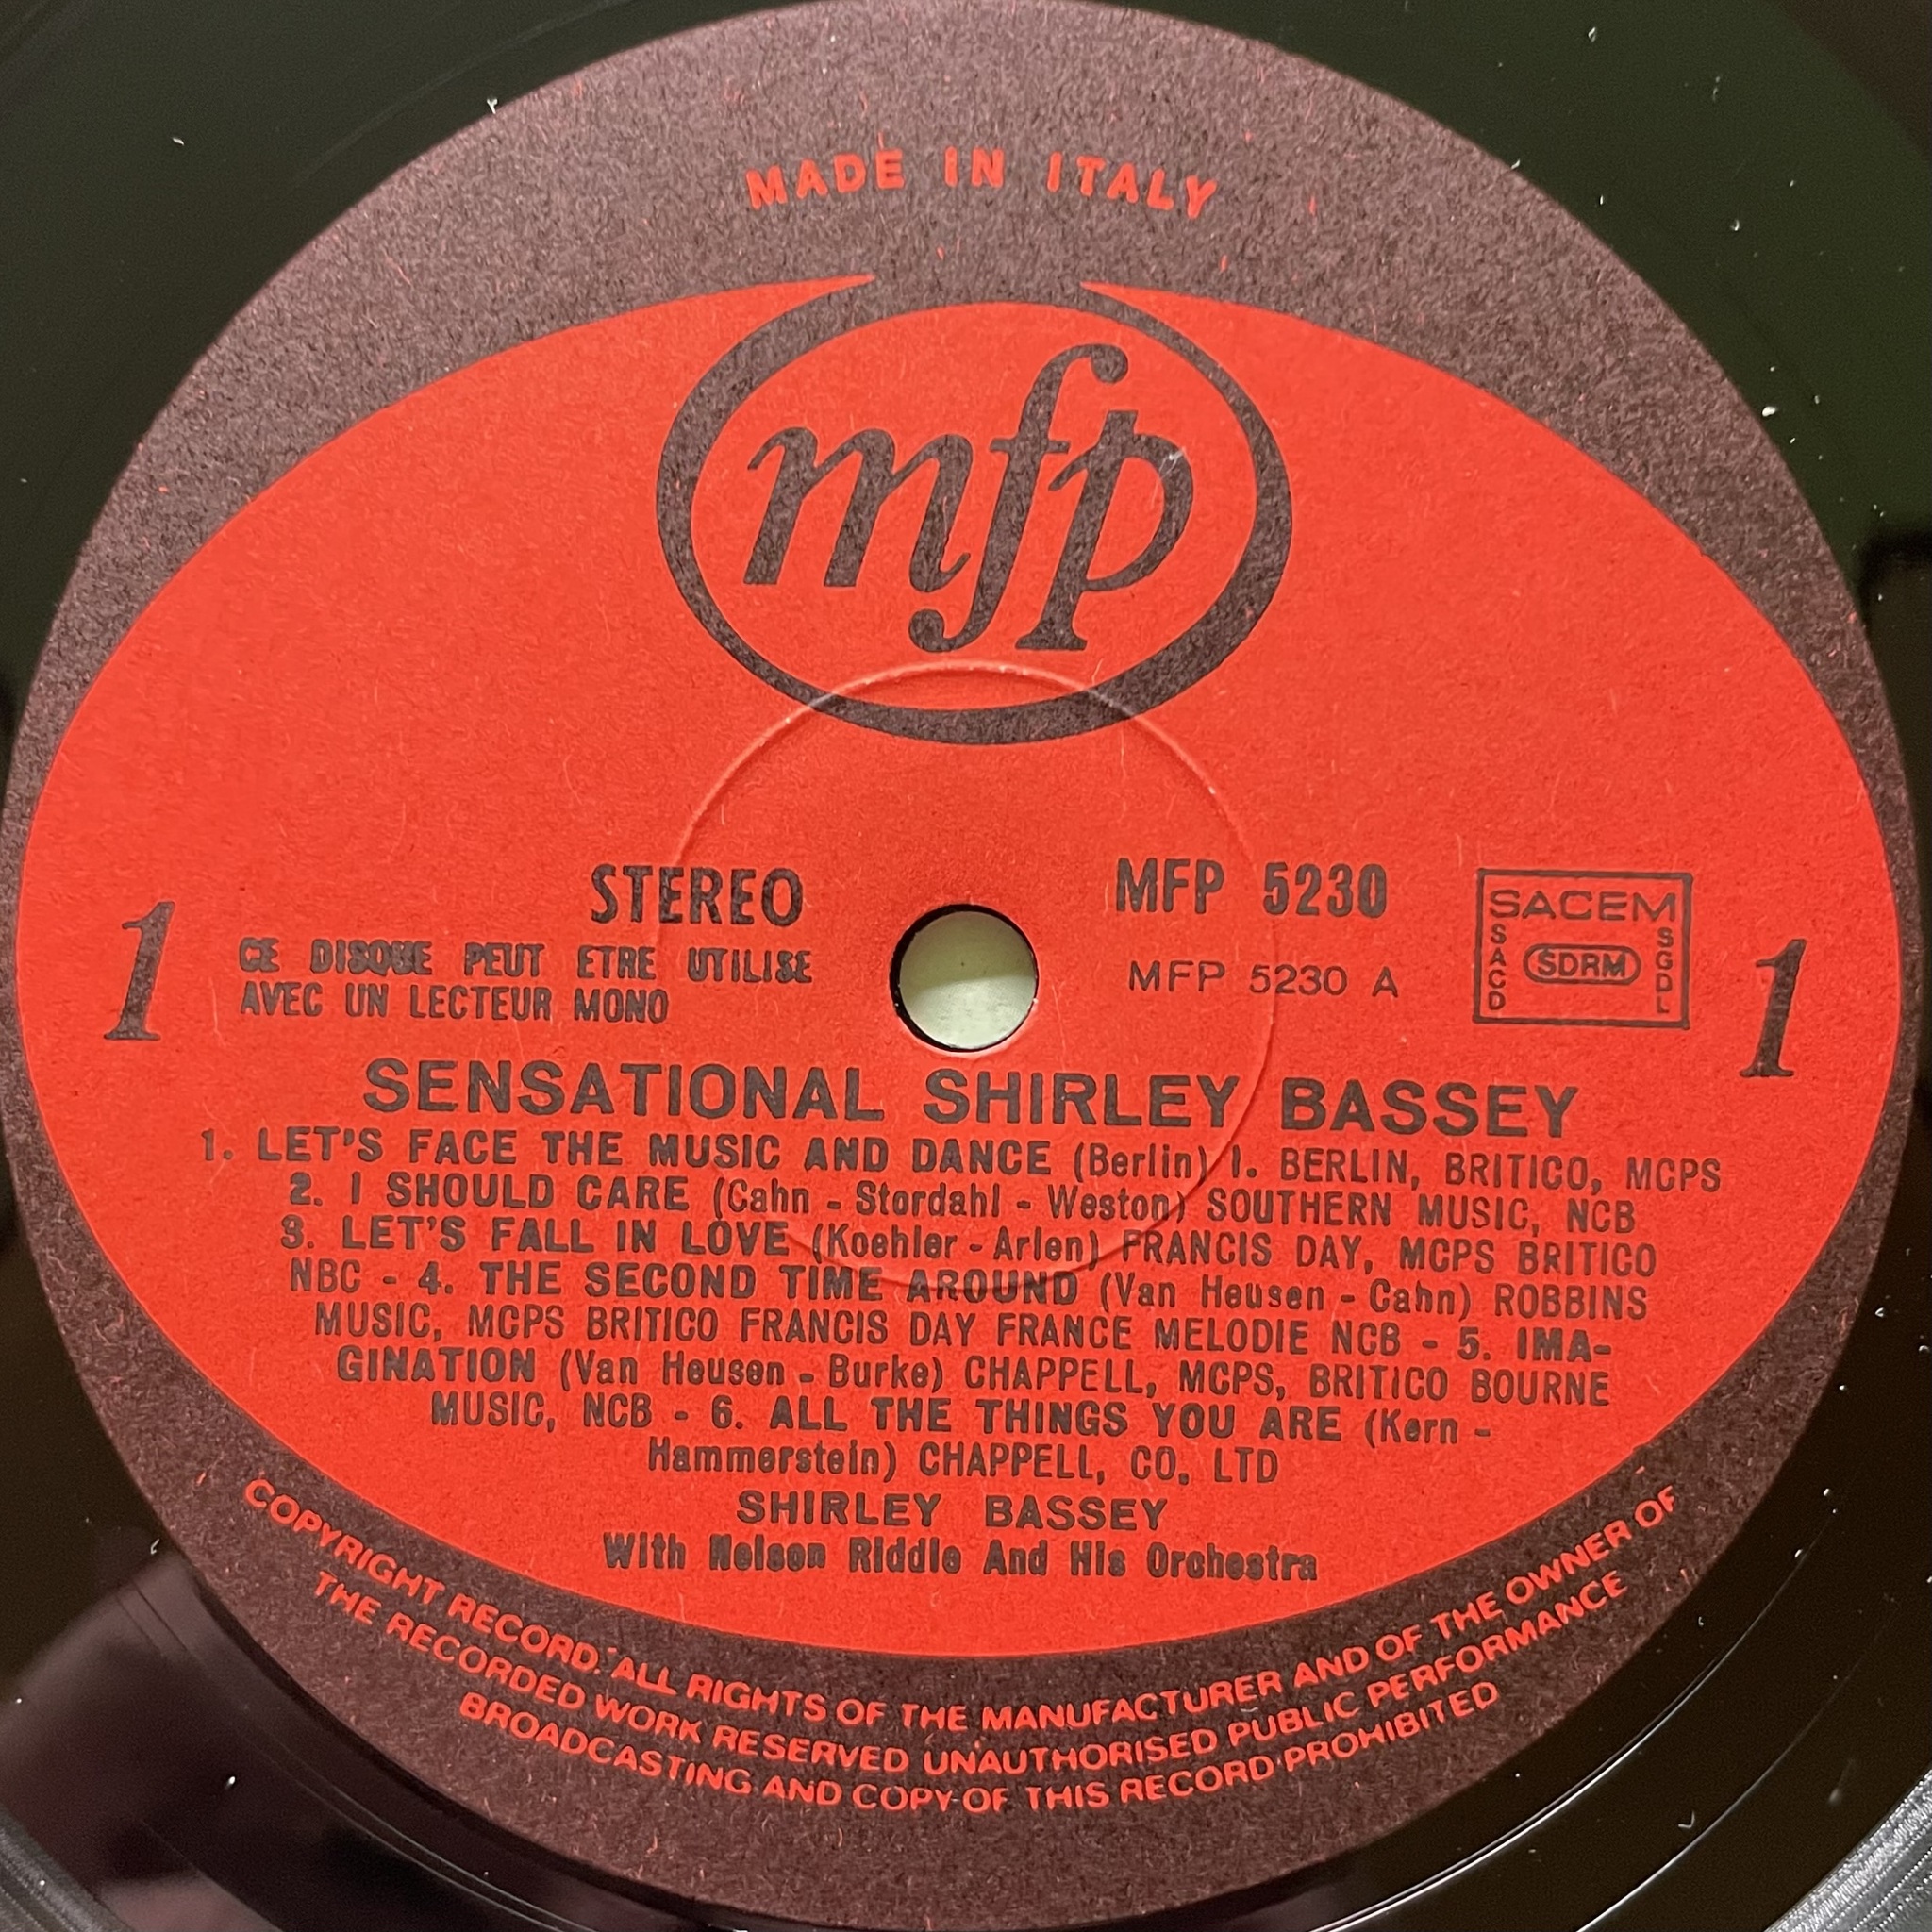 MADE IN ITALY
mfp
STEREO
MFP 5230
1
CE DISQUE PEUT ETRE UTILISE
AVEC UN LECTEUR MONO
MFP 5230 A
SACEM
SACD
SDRM
SGDL
1
SENSATIONAL SHIRLEY BASSEY
1. LET'S FACE THE MUSIC AND DANCE (Berlin) I. BERLIN, BRITICO, MCPS
2. I SHOULD CARE (Cahn - Stordahl - Weston) SOUTHERN MUSIC, NCB
3. LET'S FALL IN LOVE (Koehler - Arlen) FRANCIS DAY, MCPS BRITICO
NBC - 4. THE SECOND TIME AROUND (Van Heusen - Cahn) ROBBINS
MUSIC, MCPS BRITICO FRANCIS DAY FRANCE MELODIE NCB - 5. IMA-
GINATION (Van Heusen - Burke) CHAPPELL, MCPS, BRITICO BOURNE
MUSIC, NCB - 6. ALL THE THINGS YOU ARE (Kern -
Hammerstein) CHAPPELL, CO. LTD
SHIRLEY BASSEY
With Nelson Riddle And His Orchestra
COPYRIGHT RECORD. ALL RIGHTS OF THE MANUFACTURER AND OF THE OWNER OF
THE RECORDED WORK RESERVED UNAUTHORISED PUBLIC PERFORMANCE
BROADCASTING AND COPY OF THIS RECORD PROHIBITED